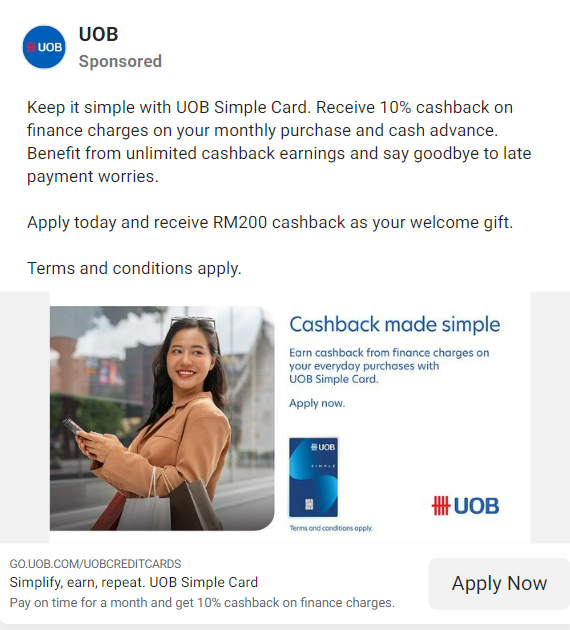 UOB
UOB
Sponsored
Keep it simple with UOB Simple Card. Receive 10% cashback on
finance charges on your monthly purchase and cash advance.
Benefit from unlimited cashback earnings and say goodbye to late
payment worries.
Apply today and receive RM200 cashback as your welcome gift.
Terms and conditions apply.
Cashback made simple
Earn cashback from finance charges on
your everyday purchases with
UOB Simple Card.
Apply now.
UOB
SIMPLE
UOB
Terms and conditions apply.
GO.UOB.COM/UOBCREDITCARDS
Simplify, earn, repeat. UOB Simple Card
Pay on time for a month and get 10% cashback on finance charges.
Apply Now